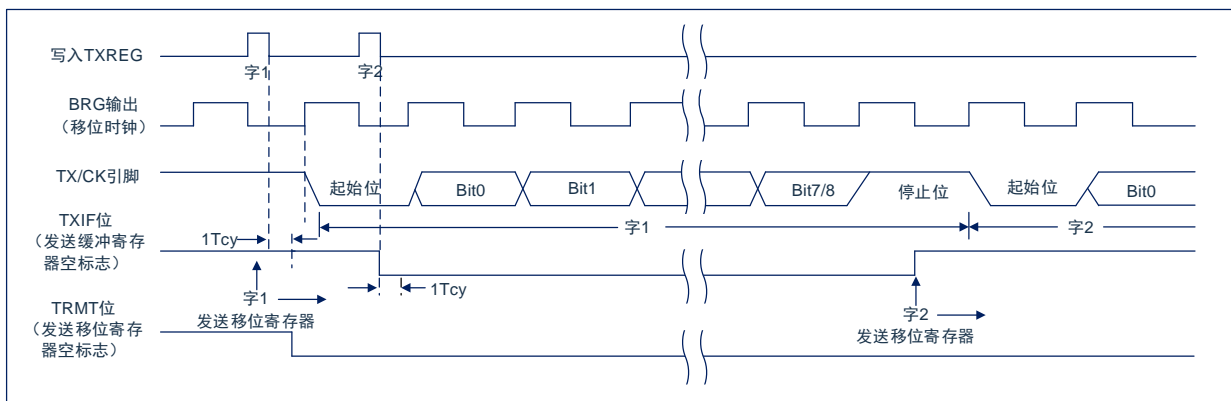 写入TXREG
字1
字2
BRG输出
（移位时钟）
TX/CK引脚
起始位
Bit0
Bit1
Bit7/8
停止位
起始位
Bit0
TXIF位
（发送缓冲寄存
器空标志）
1Tcy
字1
字2
1Tcy
字1
发送移位寄存器
字2
发送移位寄存器
TRMT位
（发送移位寄存
器空标志）